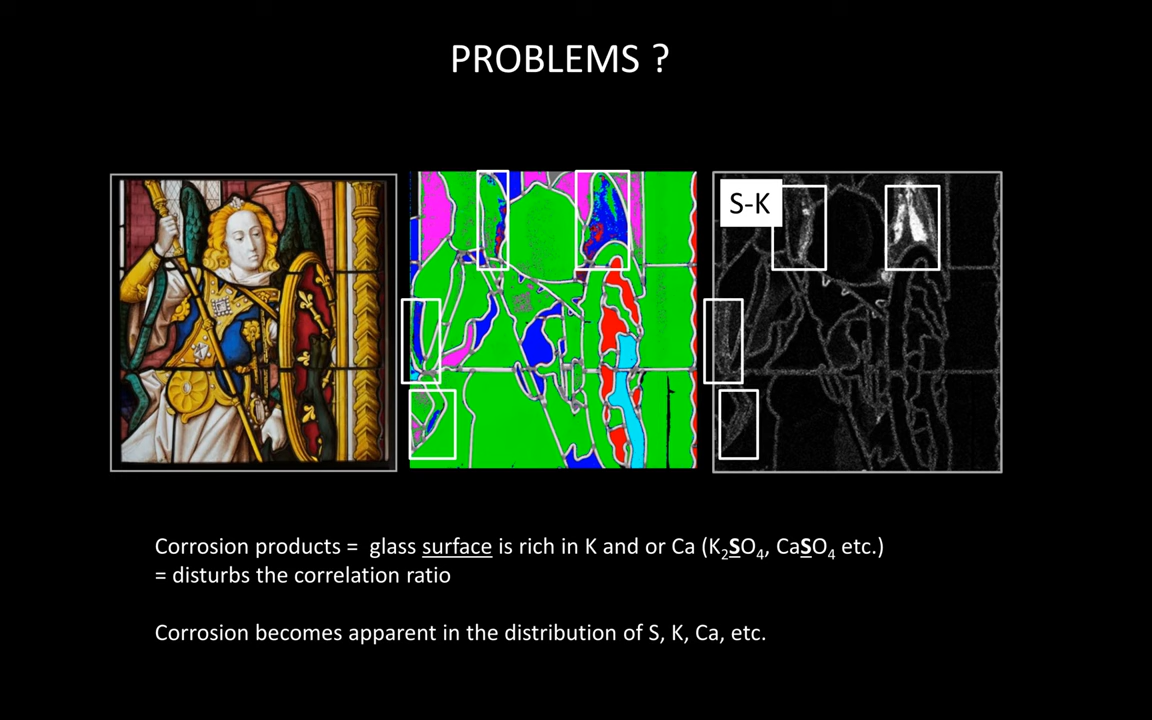 PROBLEMS ?
S-K
Corrosion products = glass surface is rich in K and or Ca (K₂SO₄, CaSO₄ etc.)
= disturbs the correlation ratio
Corrosion becomes apparent in the distribution of S, K, Ca, etc.